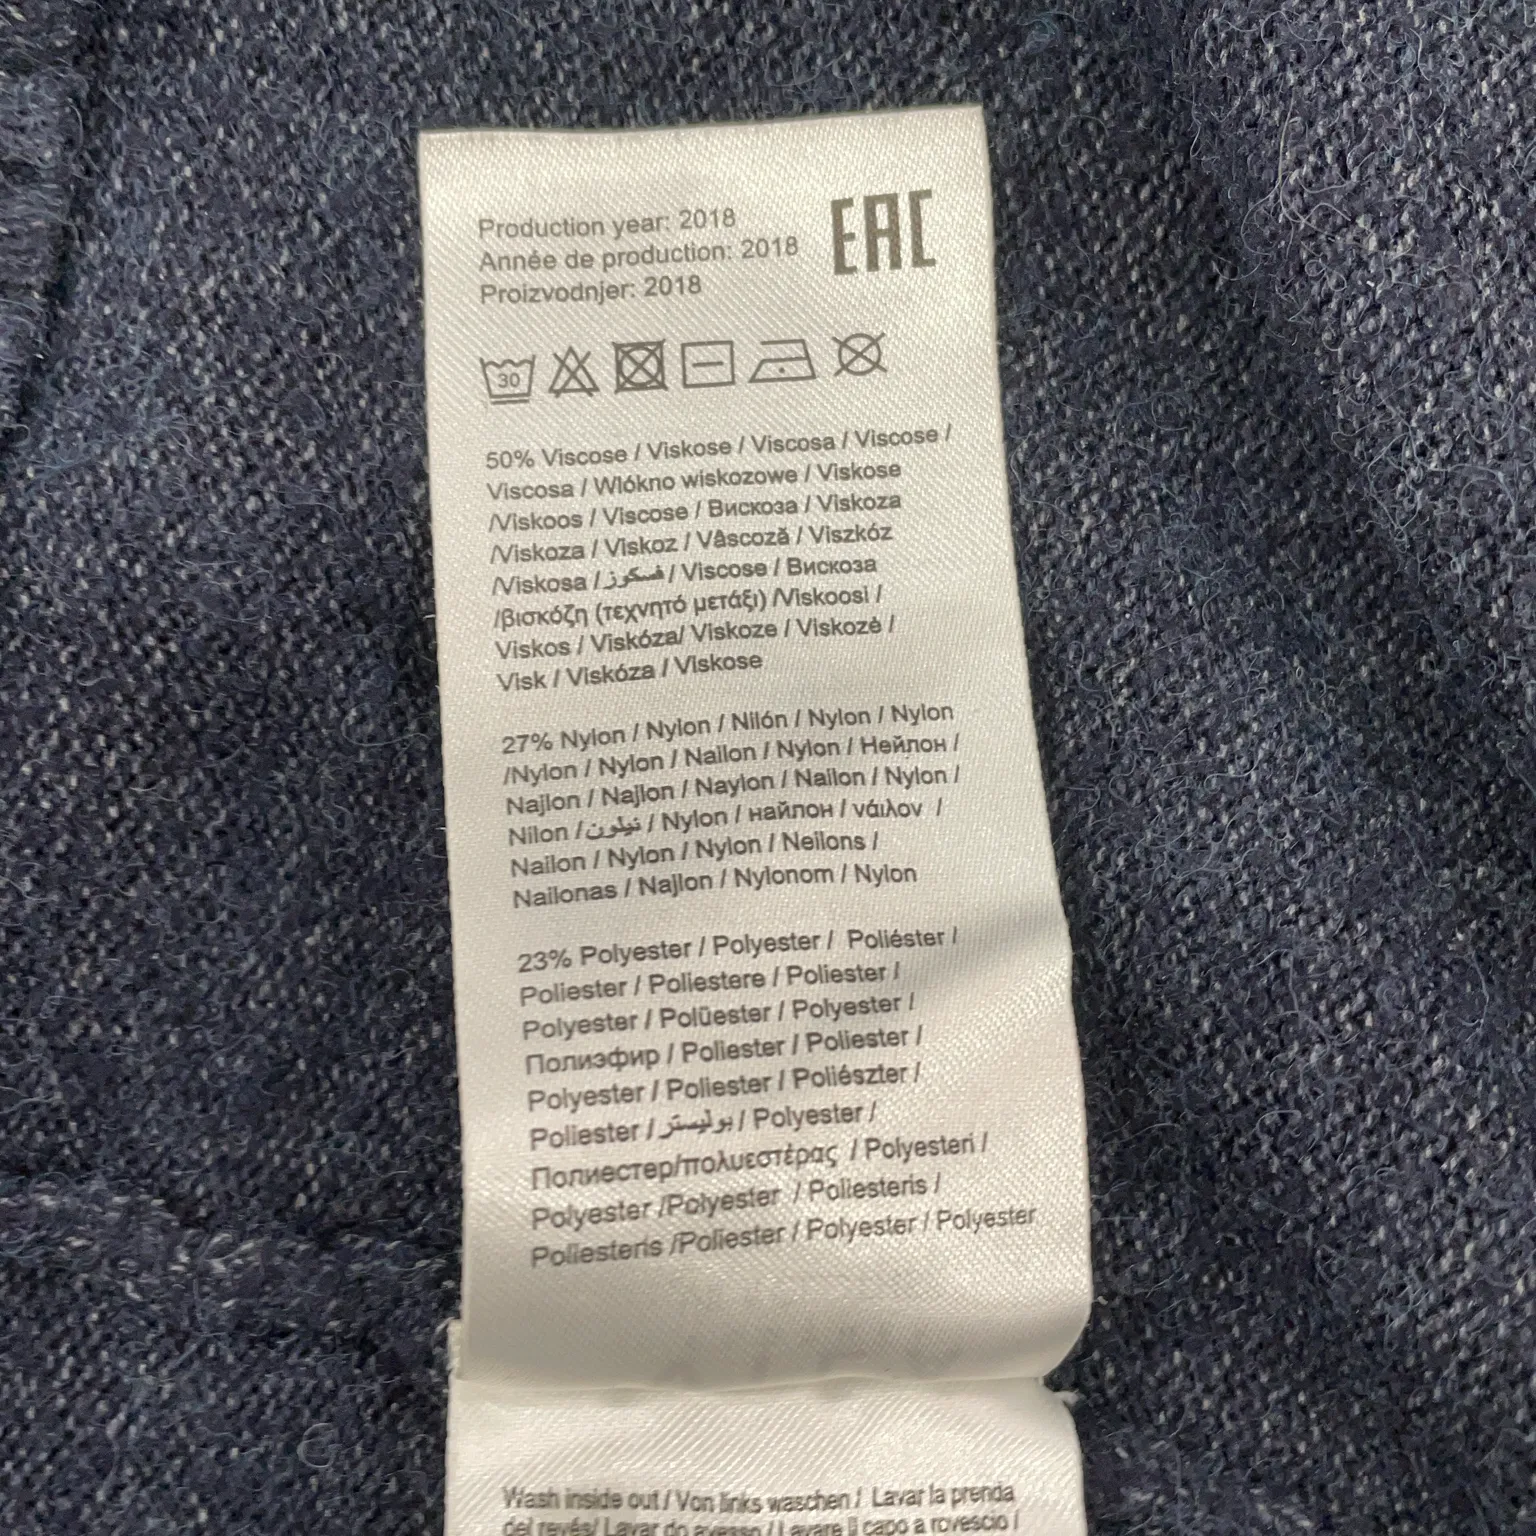 Production year: 2018
Année de production: 2018
Proizvodnjer: 2018
EAC
30
50% Viscose / Viskose / Viscosa / Viscose /
Viscosa / Wlókno wiskozowe / Viskose
/Viskoos / Viscose / Вискоза / Viskoza
/Viskoza / Viskoz / Vâscoză / Viszkóz
/Viskosa / فسكوز / Viscose / Вискоза
/βισκόζη (τεχνητό μετάξι) /Viskoosi /
Viskos / Viskóza/ Viskoze / Viskozė /
Visk / Viskóza / Viskose
27% Nylon / Nylon / Nilón / Nylon / Nylon
/Nylon / Nylon / Nailon / Nylon / Нейлон /
Najlon / Najlon / Naylon / Nailon / Nylon /
Nilon / نيلون / Nylon / найлон / νάιλον /
Nailon / Nylon / Nylon / Neilons /
Nailonas / Najlon / Nylonom / Nylon
23% Polyester / Polyester / Poliéster /
Poliester / Poliestere / Poliester /
Polyester / Polüester / Polyester /
Полиэфир / Poliester / Poliester /
Polyester / Poliester / Poliészter /
Poliester / بوليستر / Polyester /
Полиестер/πολυεστέρας / Polyesteri /
Polyester /Polyester / Poliesteris /
Poliesteris /Poliester / Polyester / Polyester
Wash inside out / Von links waschen / Lavar la prenda
del revés/ Lavar do avesso / Lavare il capo a rovescio /